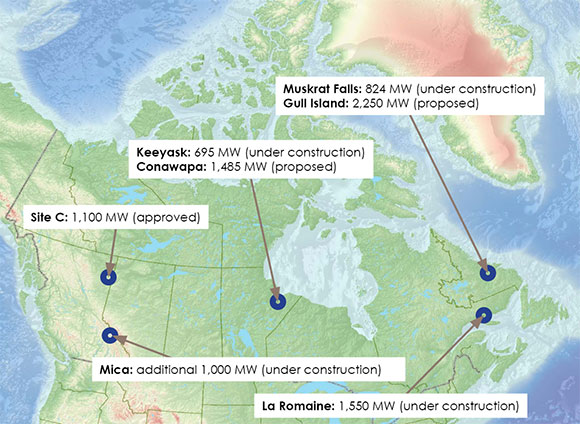 Muskrat Falls: 824 MW (under construction)
Gull Island: 2,250 MW (proposed)
Keeyask: 695 MW (under construction)
Conawapa: 1,485 MW (proposed)
Site C: 1,100 MW (approved)
Mica: additional 1,000 MW (under construction)
La Romaine: 1,550 MW (under construction)